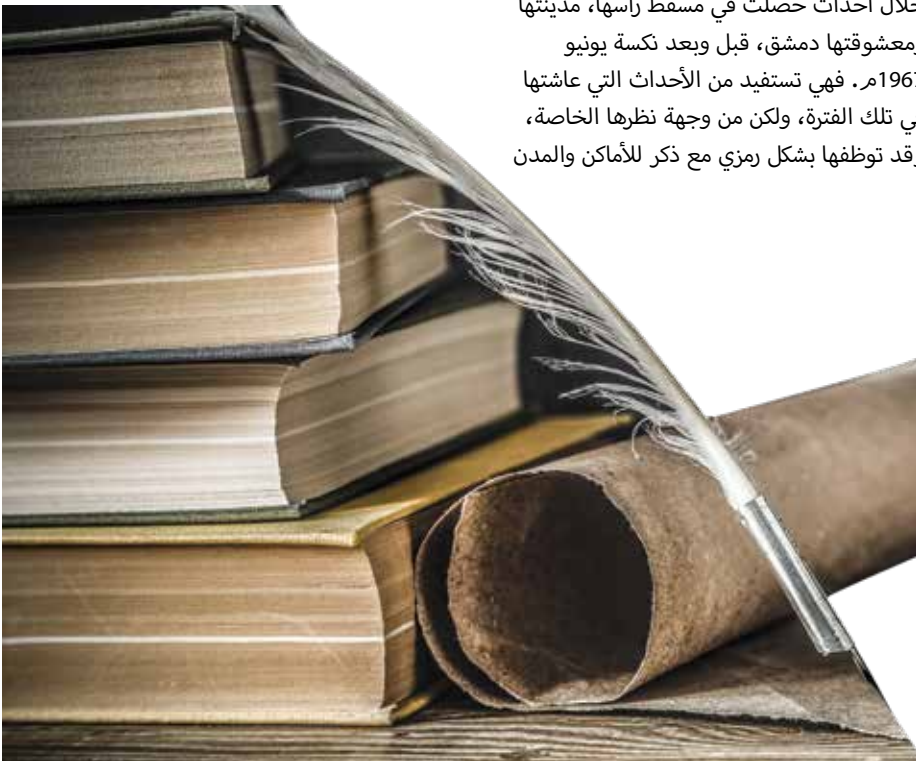 خلال أحداث حصلت في مسقط رأسها، مدينتها
ومعشوقتها دمشق، قبل وبعد نكسة يونيو
1967م. فهي تستفيد من الأحداث التي عاشتها
في تلك الفترة، ولكن من وجهة نظرها الخاصة،
وقد توظفها بشكل رمزي مع ذكر للأماكن والمدن